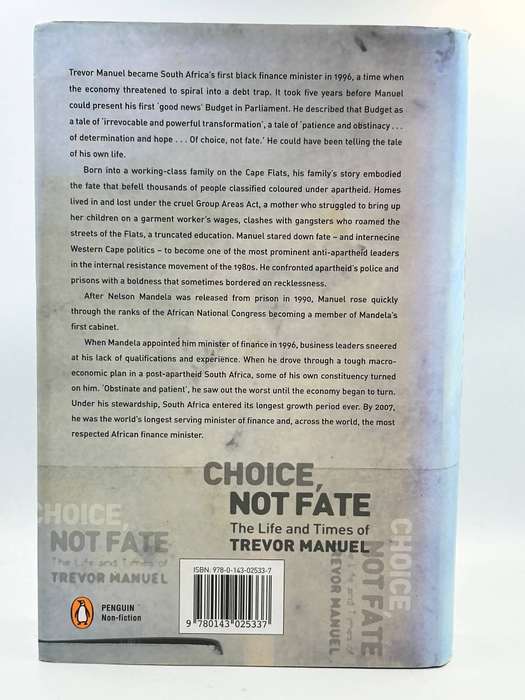 Trevor Manuel became South Africa's first black finance minister in 1996, a time when
the economy threatened to spiral into a debt trap. It took five years before Manuel
could present his first 'good news' Budget in Parliament. He described that Budget as
a tale of 'irrevocable and powerful transformation', a tale of 'patience and obstinacy . . .
of determination and hope . . . Of choice, not fate.' He could have been telling the tale
of his own life.
Born into a working-class family on the Cape Flats, his family's story embodied
the fate that befell thousands of people classified coloured under apartheid. Homes
lived in and lost under the cruel Group Areas Act, a mother who struggled to bring up
her children on a garment worker's wages, clashes with gangsters who roamed the
streets of the Flats, a truncated education. Manuel stared down fate – and internecine
Western Cape politics – to become one of the most prominent anti-apartheid leaders
in the internal resistance movement of the 1980s. He confronted apartheid's police and
prisons with a boldness that sometimes bordered on recklessness.
After Nelson Mandela was released from prison in 1990, Manuel rose quickly
through the ranks of the African National Congress becoming a member of Mandela's
first cabinet.
When Mandela appointed him minister of finance in 1996, business leaders sneered
at his lack of qualifications and experience. When he drove through a tough macro-
economic plan in a post-apartheid South Africa, some of his own constituency turned
on him. 'Obstinate and patient', he saw out the worst until the economy began to turn.
Under his stewardship, South Africa entered its longest growth period ever. By 2007,
he was the world's longest serving minister of finance and, across the world, the most
respected African finance minister.
CHOICE,
NOT FATE
The Life and Times of
TREVOR MANUEL
CHOICE,
NOT FATE
The Life and Times of
TREVOR MANUEL
CHOICE
NOT FATE
The Life and Times of
TREVOR MANUEL
ISBN: 978-0-143-02533-7
9 780143 025337
PENGUIN
Non-fiction